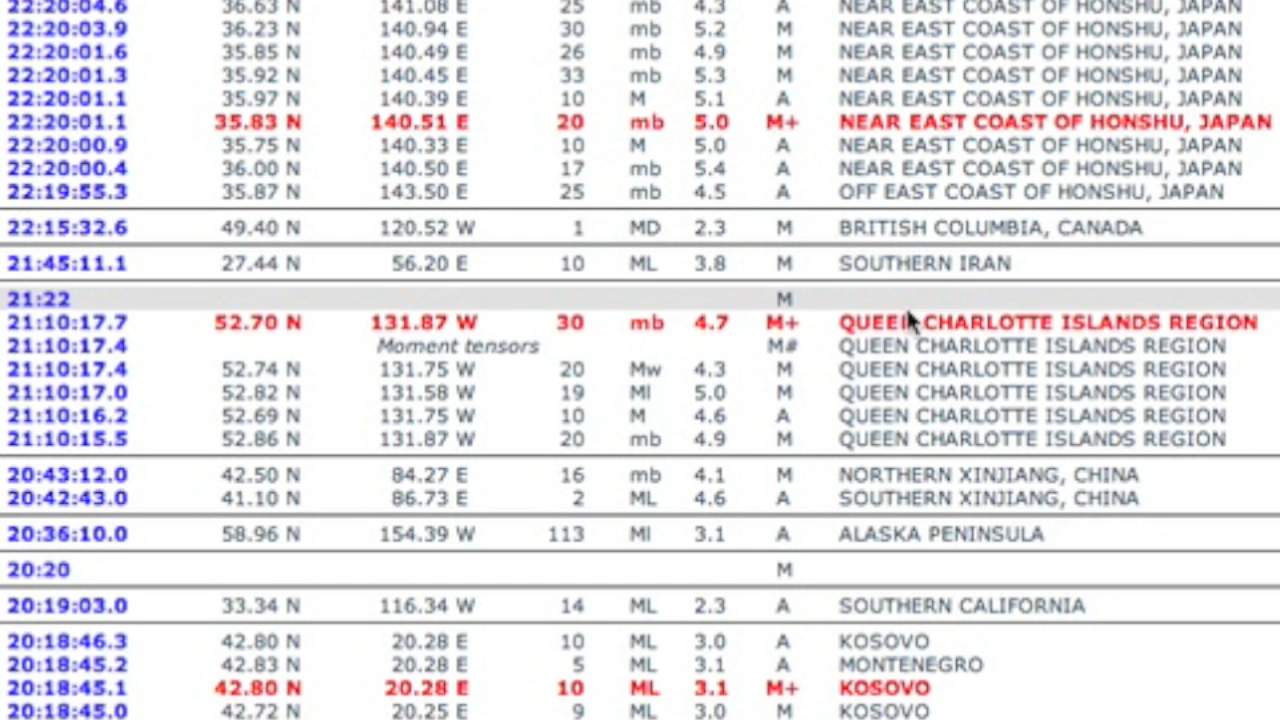 22:20:04.6 36.63 N 141.08 E 25 mb 4.3 A NEAR EAST COAST OF HONSHU, JAPAN
22:20:03.9 36.23 N 140.94 E 30 mb 5.2 M NEAR EAST COAST OF HONSHU, JAPAN
22:20:01.6 35.85 N 140.49 E 26 mb 4.9 M NEAR EAST COAST OF HONSHU, JAPAN
22:20:01.3 35.92 N 140.45 E 33 mb 5.3 M NEAR EAST COAST OF HONSHU, JAPAN
22:20:01.1 35.97 N 140.39 E 10 M 5.1 A NEAR EAST COAST OF HONSHU, JAPAN
22:20:01.1 35.83 N 140.51 E 20 mb 5.0 M+ NEAR EAST COAST OF HONSHU, JAPAN
22:20:00.9 35.75 N 140.33 E 10 M 5.0 A NEAR EAST COAST OF HONSHU, JAPAN
22:20:00.4 36.00 N 140.50 E 17 mb 5.4 A NEAR EAST COAST OF HONSHU, JAPAN
22:19:55.3 35.87 N 143.50 E 25 mb 4.5 A OFF EAST COAST OF HONSHU, JAPAN
22:15:32.6 49.40 N 120.52 W 1 MD 2.3 M BRITISH COLUMBIA, CANADA
21:45:11.1 27.44 N 56.20 E 10 ML 3.8 M SOUTHERN IRAN
21:22 M
21:10:17.7 52.70 N 131.87 W 30 mb 4.7 M+ QUEEN CHARLOTTE ISLANDS REGION
21:10:17.4 Moment tensors M# QUEEN CHARLOTTE ISLANDS REGION
21:10:17.4 52.74 N 131.75 W 20 Mw 4.3 M QUEEN CHARLOTTE ISLANDS REGION
21:10:17.0 52.82 N 131.58 W 19 Ml 5.0 M QUEEN CHARLOTTE ISLANDS REGION
21:10:16.2 52.69 N 131.75 W 10 M 4.6 A QUEEN CHARLOTTE ISLANDS REGION
21:10:15.5 52.86 N 131.87 W 20 mb 4.9 M QUEEN CHARLOTTE ISLANDS REGION
20:43:12.0 42.50 N 84.27 E 16 mb 4.1 M NORTHERN XINJIANG, CHINA
20:42:43.0 41.10 N 86.73 E 2 ML 4.6 A SOUTHERN XINJIANG, CHINA
20:36:10.0 58.96 N 154.39 W 113 Ml 3.1 A ALASKA PENINSULA
20:20 M
20:19:03.0 33.34 N 116.34 W 14 ML 2.3 A SOUTHERN CALIFORNIA
20:18:46.3 42.80 N 20.28 E 10 ML 3.0 A KOSOVO
20:18:45.2 42.83 N 20.28 E 5 ML 3.1 A MONTENEGRO
20:18:45.1 42.80 N 20.28 E 10 ML 3.1 M+ KOSOVO
20:18:45.0 42.72 N 20.25 E 9 ML 3.0 M KOSOVO